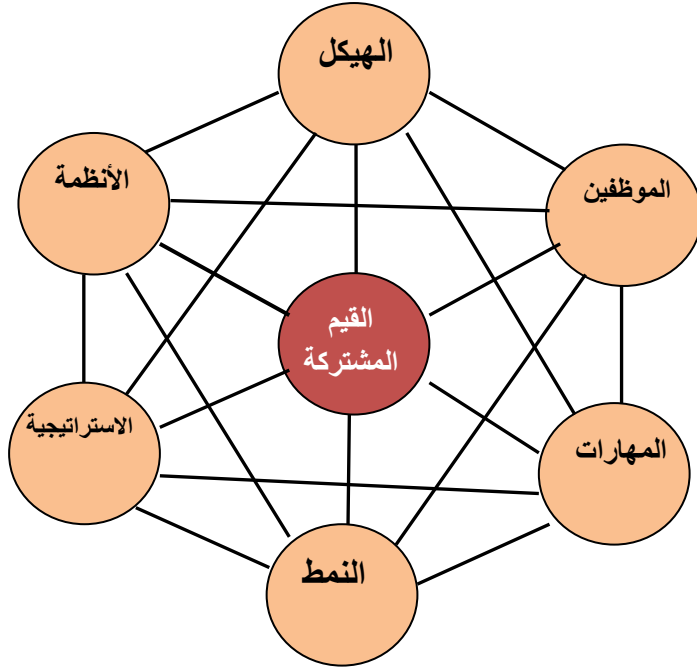 الهيكل
الموظفين
الأنظمة
القيم
المشتركة
الاستراتيجية
المهارات
النمط